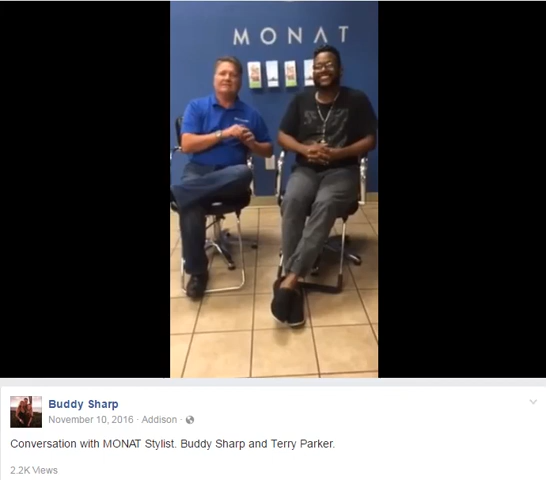 MONAT
Buddy Sharp
November 10, 2016 · Addison ·
Conversation with MONAT Stylist. Buddy Sharp and Terry Parker.
2.2K Views